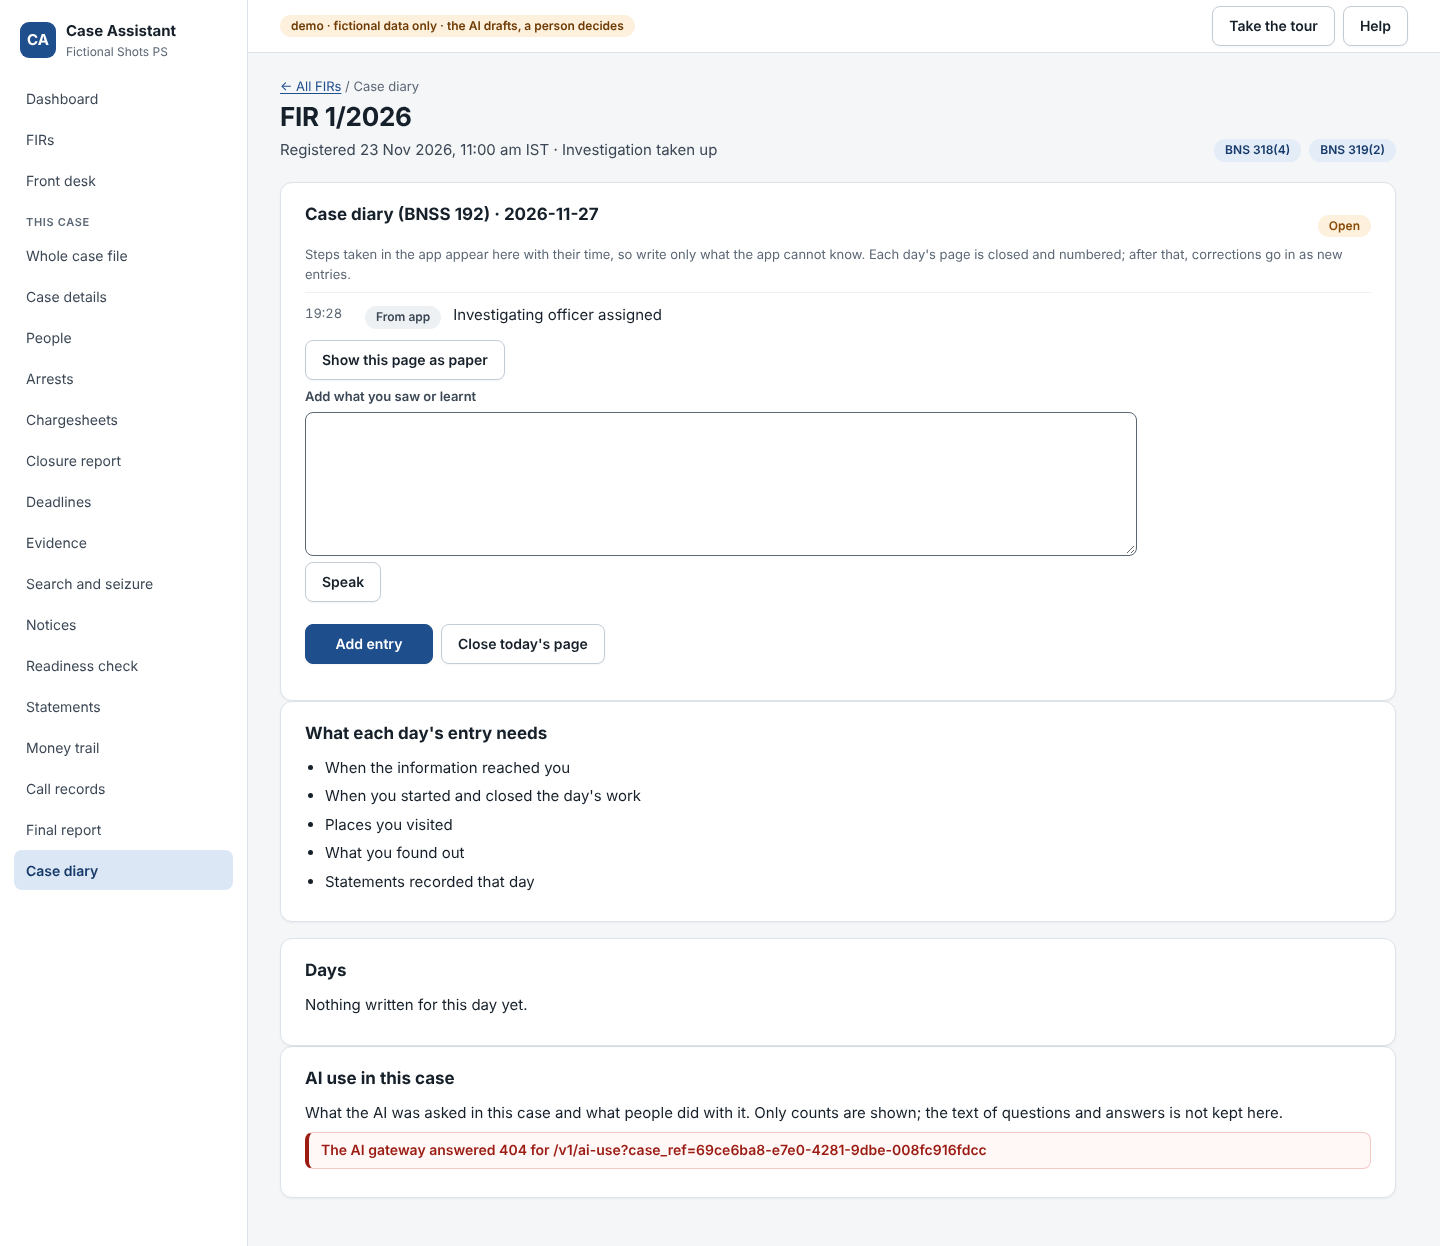 CA
Case Assistant
Fictional Shots PS
Dashboard
FIRs
Front desk
THIS CASE
Whole case file
Case details
People
Arrests
Chargesheets
Closure report
Deadlines
Evidence
Search and seizure
Notices
Readiness check
Statements
Money trail
Call records
Final report
Case diary
demo · fictional data only · the AI drafts, a person decides
Take the tour
Help
← All FIRs / Case diary
FIR 1/2026
Registered 23 Nov 2026, 11:00 am IST · Investigation taken up
BNS 318(4)
BNS 319(2)
Case diary (BNSS 192) · 2026-11-27
Open
Steps taken in the app appear here with their time, so write only what the app cannot know. Each day's page is closed and numbered; after that, corrections go in as new
entries.
19:28 From app Investigating officer assigned
Show this page as paper
Add what you saw or learnt
Speak
Add entry
Close today's page
What each day's entry needs
• When the information reached you
• When you started and closed the day's work
• Places you visited
• What you found out
• Statements recorded that day
Days
Nothing written for this day yet.
AI use in this case
What the AI was asked in this case and what people did with it. Only counts are shown; the text of questions and answers is not kept here.
The AI gateway answered 404 for /v1/ai-use?case_ref=69ce6ba8-e7e0-4281-9dbe-008fc916fdcc